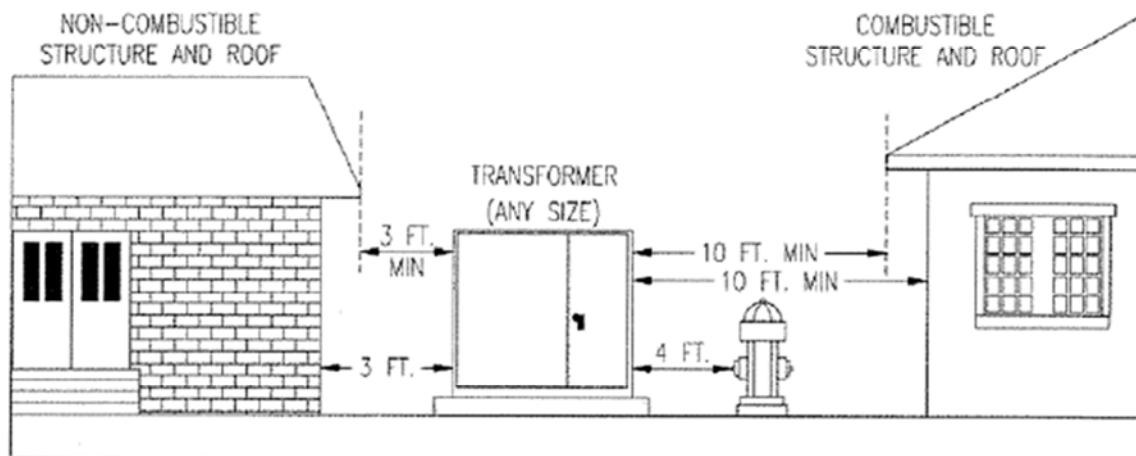 NON-COMBUSTIBLE
STRUCTURE AND ROOF
COMBUSTIBLE
STRUCTURE AND ROOF
TRANSFORMER
(ANY SIZE)
3 FT.
MIN
10 FT. MIN
10 FT. MIN
3 FT.
4 FT.